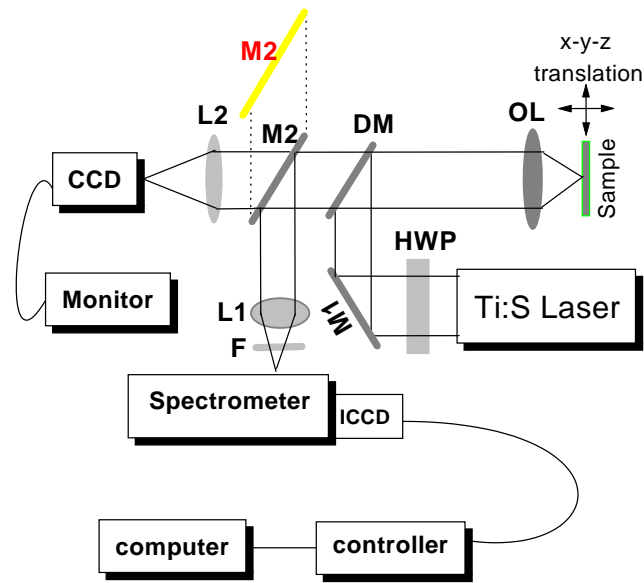 x-y-z
translation
M2
L2
M2
DM
OL
CCD
Sample
HWP
Monitor
L1
M1
Ti:S Laser
F
Spectrometer
ICCD
computer
controller